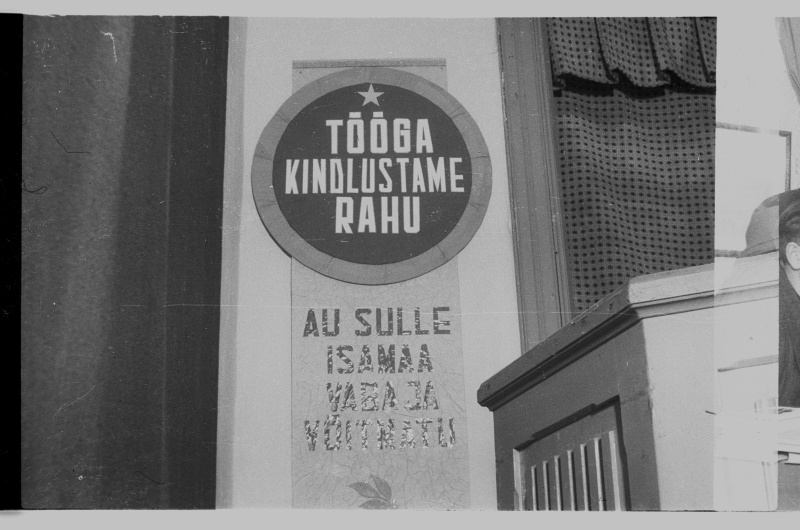 TÖÖGA
KINDLUSTAME
RAHU
AU SULLE
ISAMAA
VABA JA
VÕITMATU